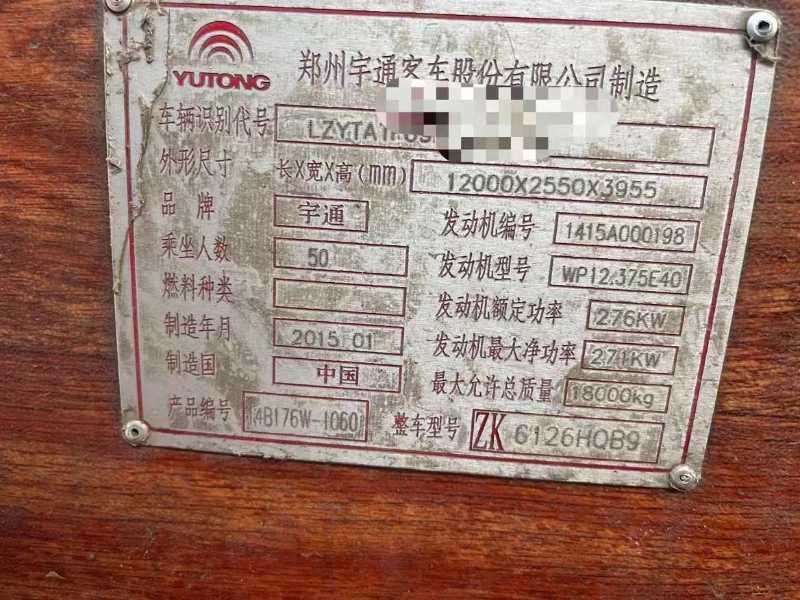 YUTONG
郑州宇通客车股份有限公司制造
车辆识别代号 LZYTA1
外形尺寸 长X宽X高(mm) 12000X2550X3955
品牌 宇通 发动机编号 1415A000198
乘坐人数 50 发动机型号 WP12.375E40
燃料种类 发动机额定功率 276KW
制造年月 2015 01 发动机最大净功率 271KW
制造国 中国 最大允许总质量 18000kg
产品编号 14B176W-1060 整车型号 ZK 6126HQB9